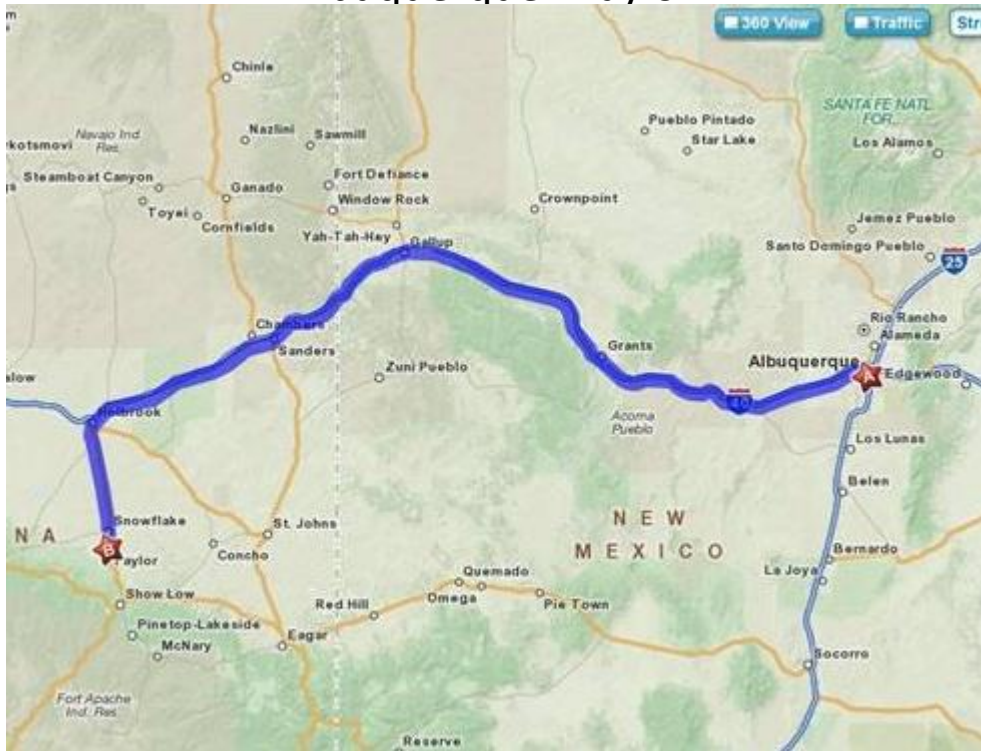 360 View
Traffic
Chinle
SANTA FE NATL
FOR...
Pueblo Pintado
Navajo Ind
Res.
Nazlini
Sawmill
Star Lake
Los Alamos
kotsmovi
Steamboat Canyon
Fort Defiance
Ganado
Window Rock
Crownpoint
Toyei
Cornfields
Jemez Pueblo
Yah-Tah-Hey
Gallup
Santo Domingo Pueblo
25
Rio Rancho
Chambers
Alameda
Sanders
Grants
Albuquerque
A
Edgewood
Zuni Pueblo
slow
40
Holbrook
Acoma
Pueblo
Los Lunas
Belen
Snowflake
St. Johns
NEW
MEXICO
N A
B
Taylor
Concho
Bernardo
La Joya
Quemado
Omega
Show Low
Red Hill
Pie Town
Pinetop-Lakeside
Eagar
McNary
Socorro
Fort Apache
Ind. Res.
Reserve